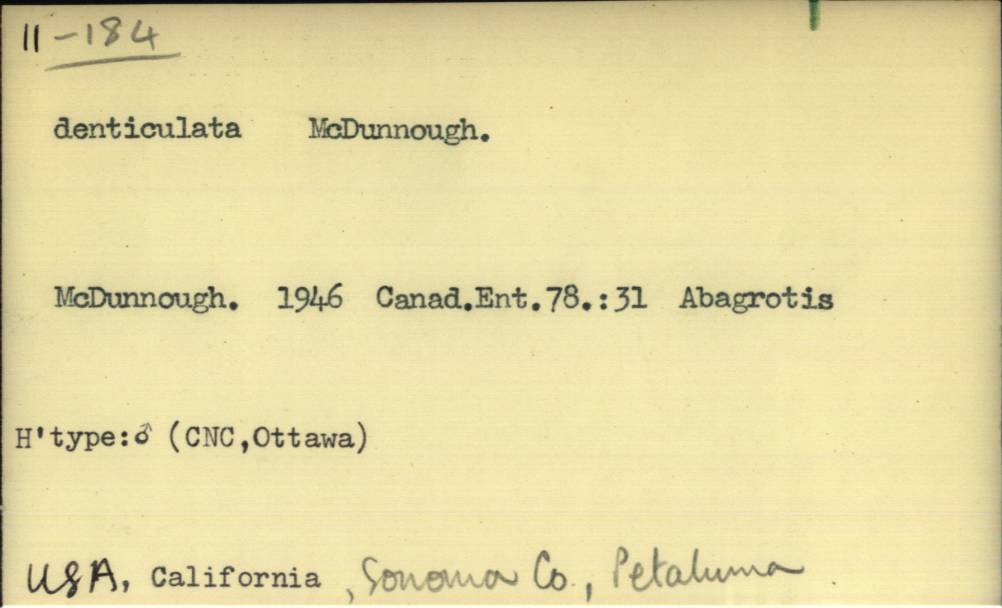 11-184
denticulata McDunnough.
McDunnough. 1946 Canad.Ent.78.:31 Abagrotis
H'type:♂ (CNC,Ottawa)
USA, California, Sonoma Co., Petaluma